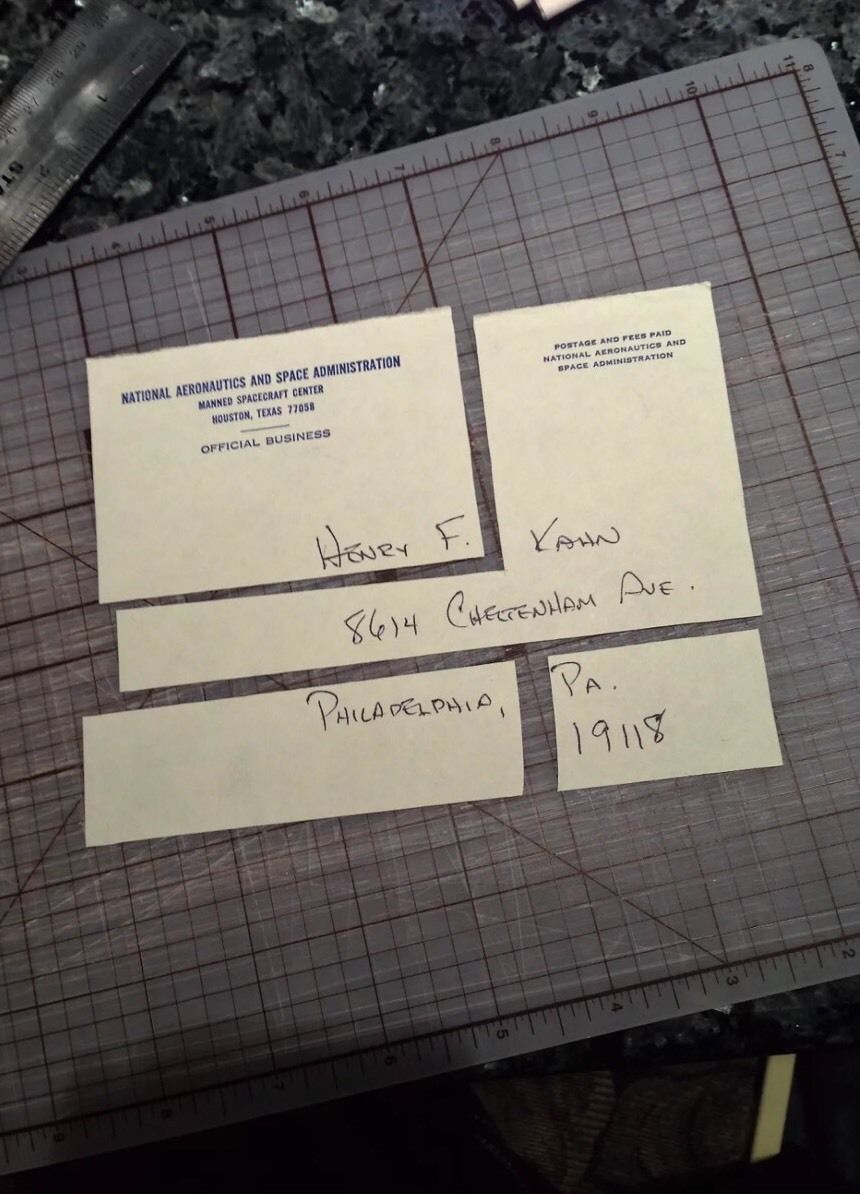 NATIONAL AERONAUTICS AND SPACE ADMINISTRATION
MANNED SPACECRAFT CENTER
HOUSTON, TEXAS 77058
OFFICIAL BUSINESS
POSTAGE AND FEES PAID
NATIONAL AERONAUTICS AND
SPACE ADMINISTRATION
HENRY F. KAHN
8614 CHELTENHAM AVE.
PHILADELPHIA, PA.
19118